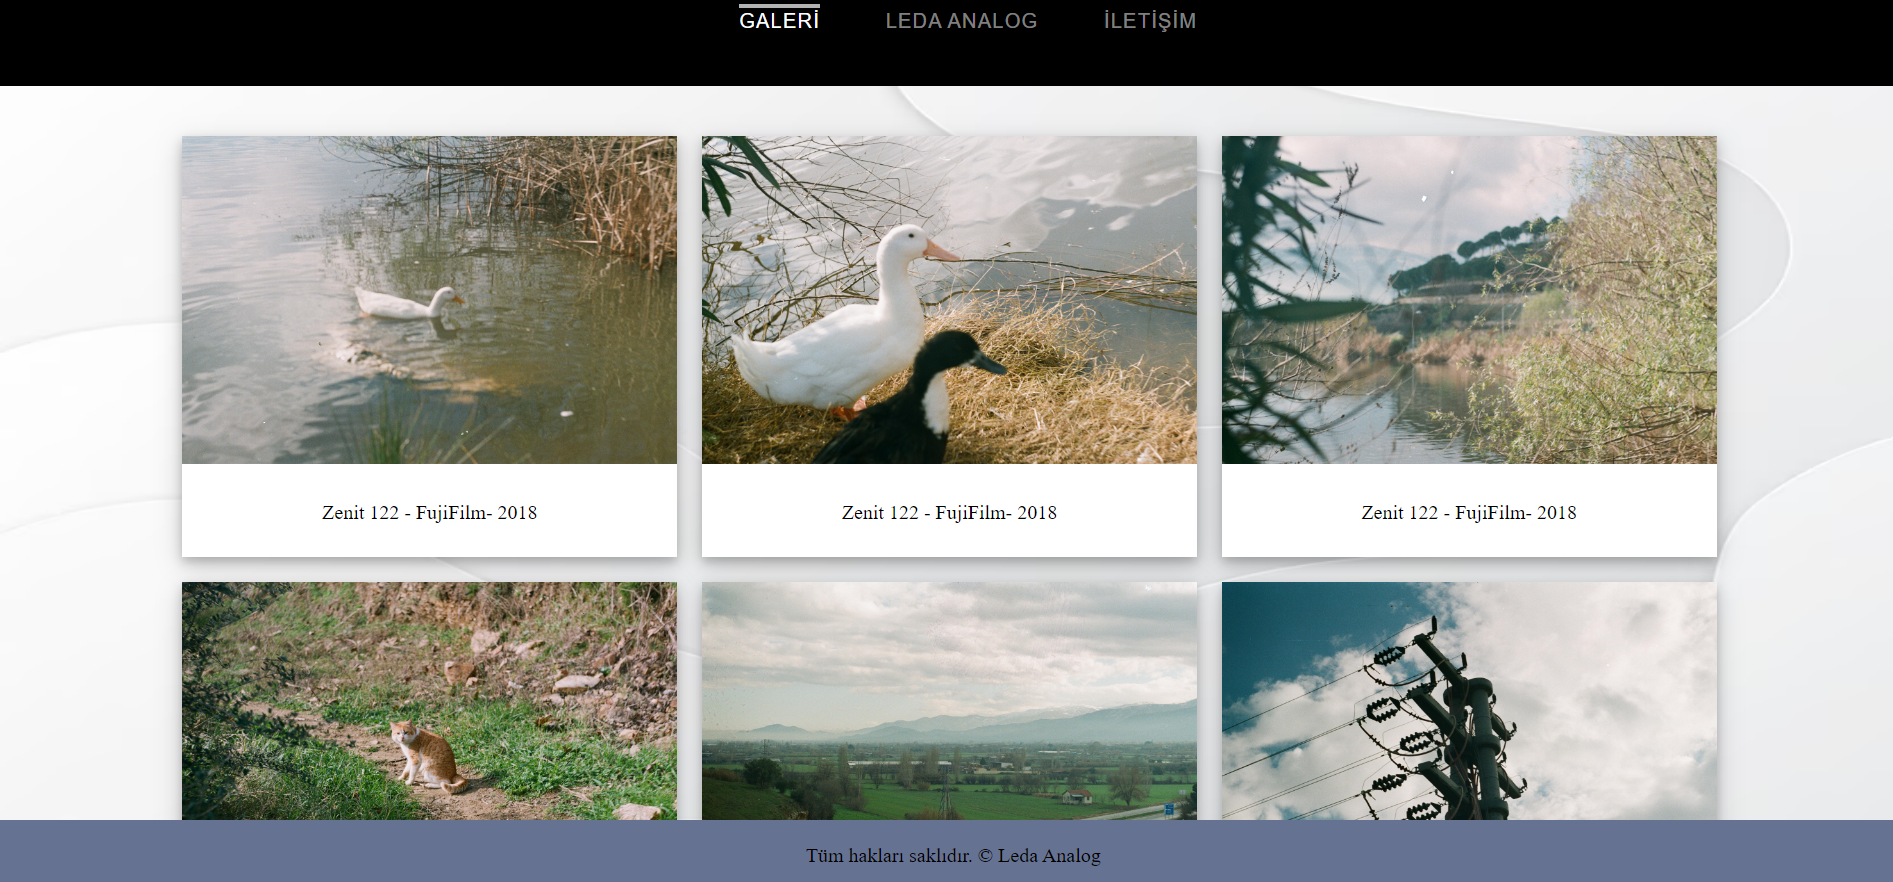 GALERİ LEDA ANALOG İLETİŞİM
Zenit 122 - FujiFilm- 2018 Zenit 122 - FujiFilm- 2018 Zenit 122 - FujiFilm- 2018
Tüm hakları saklıdır. © Leda Analog